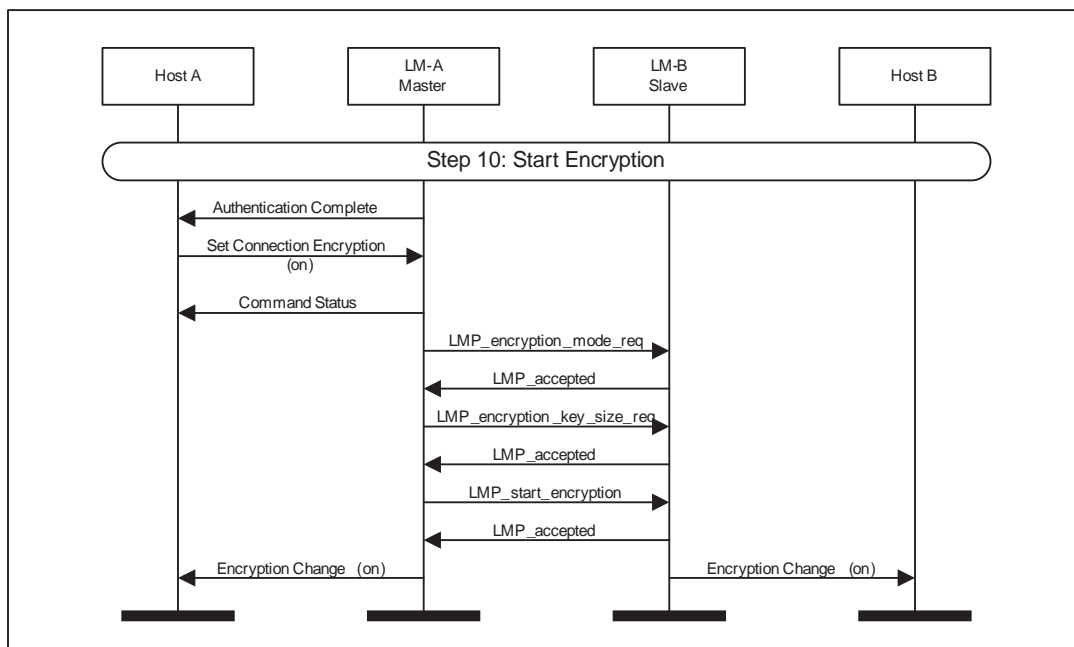 Host A
LM-A
Master
LM-B
Slave
Host B
Step 10: Start Encryption
Authentication Complete
Set Connection Encryption
(on)
Command Status
LMP_encryption_mode_req
LMP_accepted
LMP_encryption_key_size_req
LMP_accepted
LMP_start_encryption
LMP_accepted
Encryption Change (on)
Encryption Change (on)